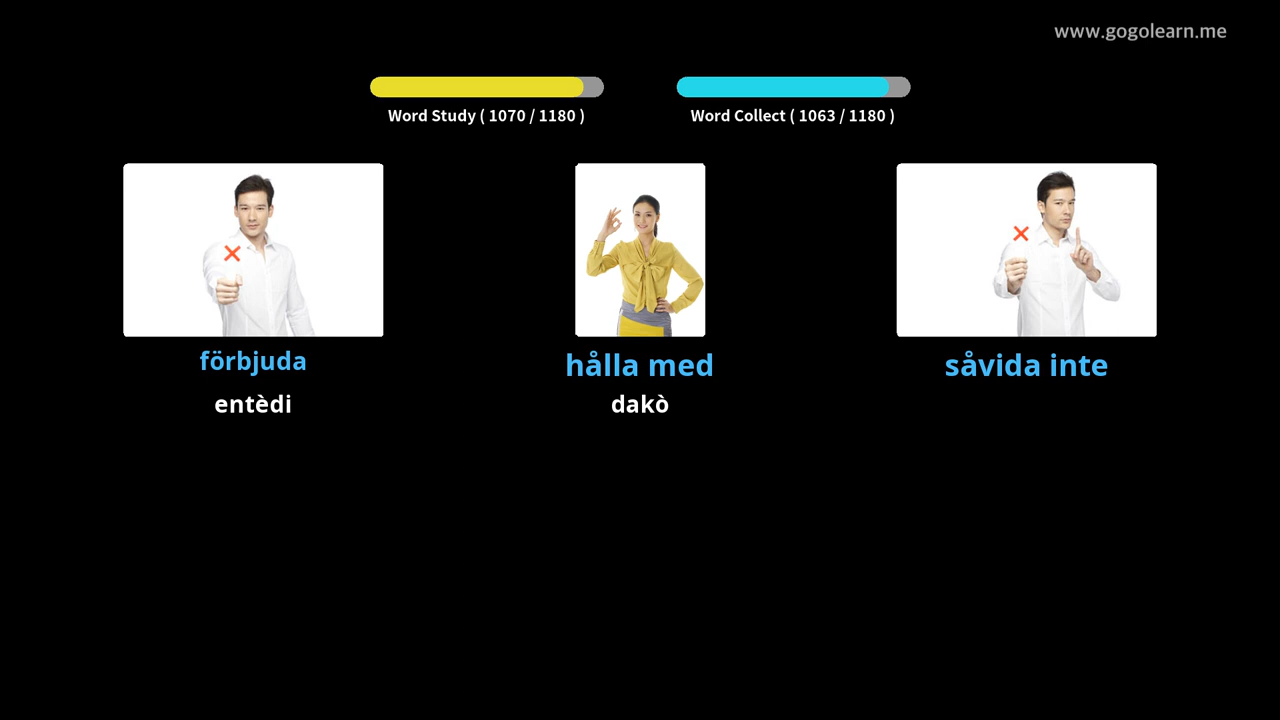 www.gogolearn.me
Word Study ( 1070 / 1180 )
Word Collect ( 1063 / 1180 )
förbjuda
hålla med
såvida inte
entèdi
dakò